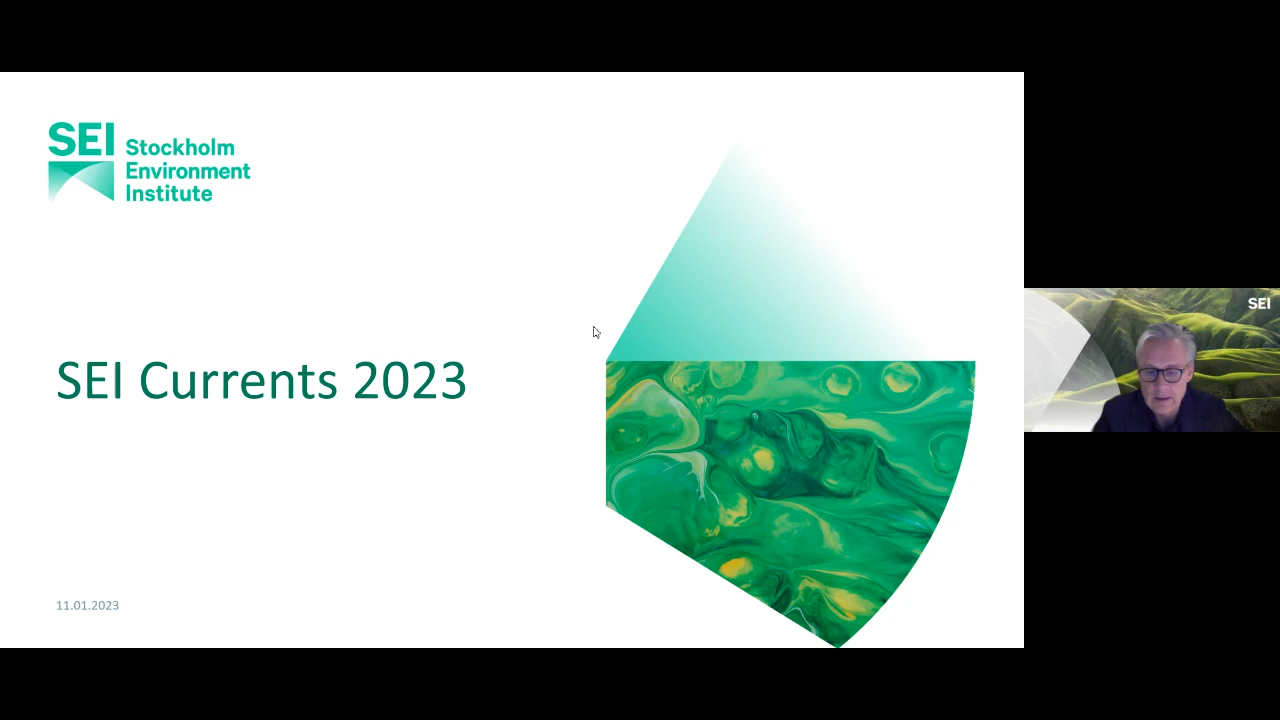 SEI Stockholm
Environment
Institute
SEI Currents 2023
11.01.2023
SEI